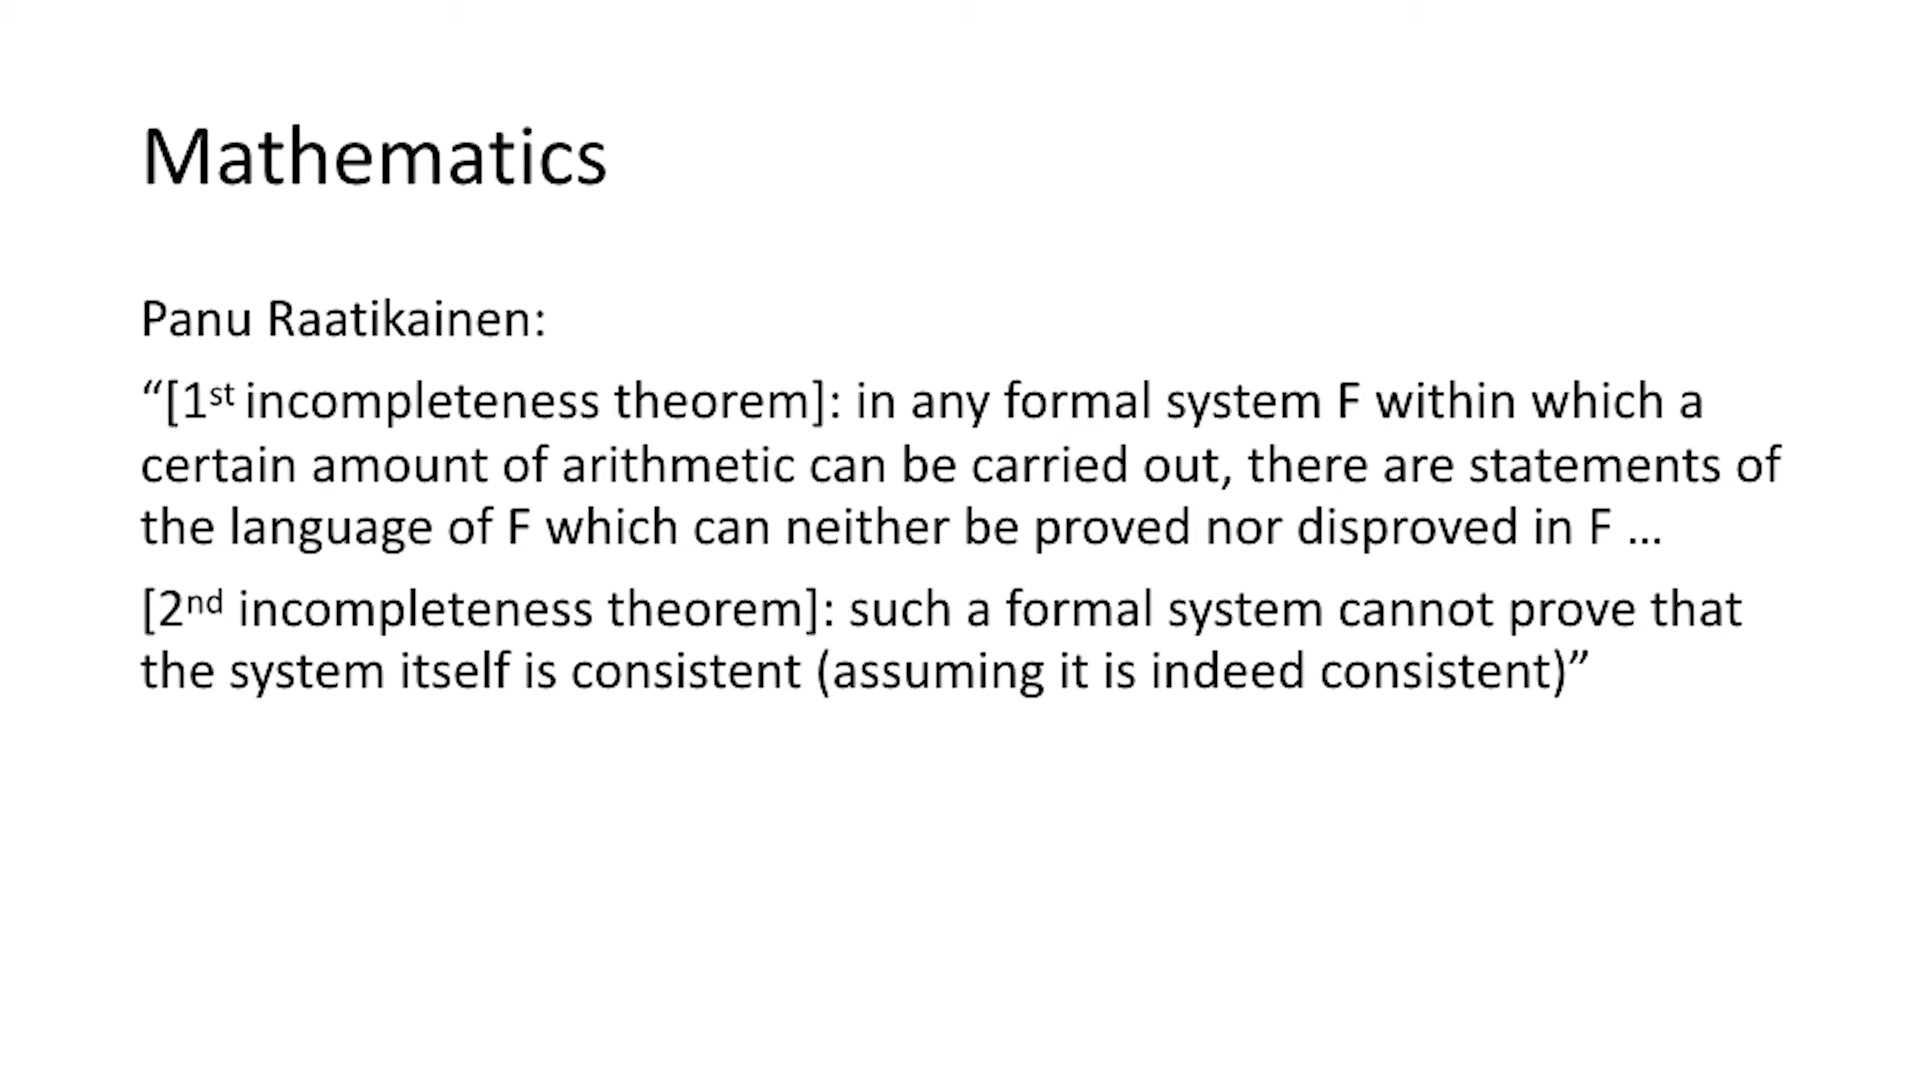 Mathematics
Panu Raatikainen:
“[1st incompleteness theorem]: in any formal system F within which a
certain amount of arithmetic can be carried out, there are statements of
the language of F which can neither be proved nor disproved in F ...
[2nd incompleteness theorem]: such a formal system cannot prove that
the system itself is consistent (assuming it is indeed consistent)”